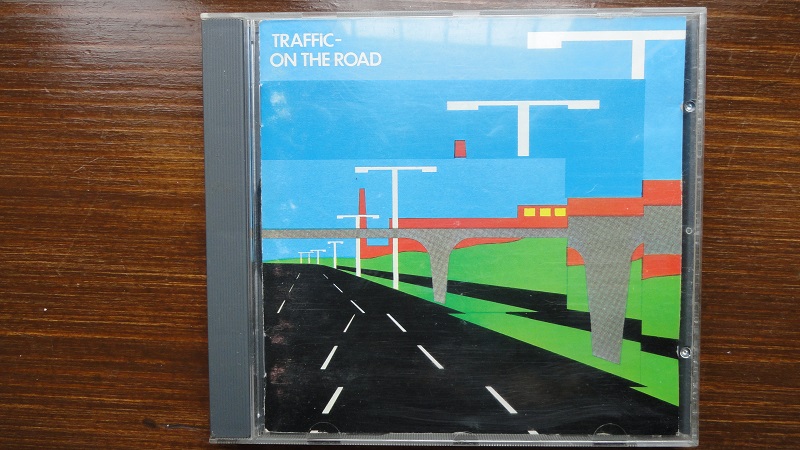 TRAFFIC-
ON THE ROAD